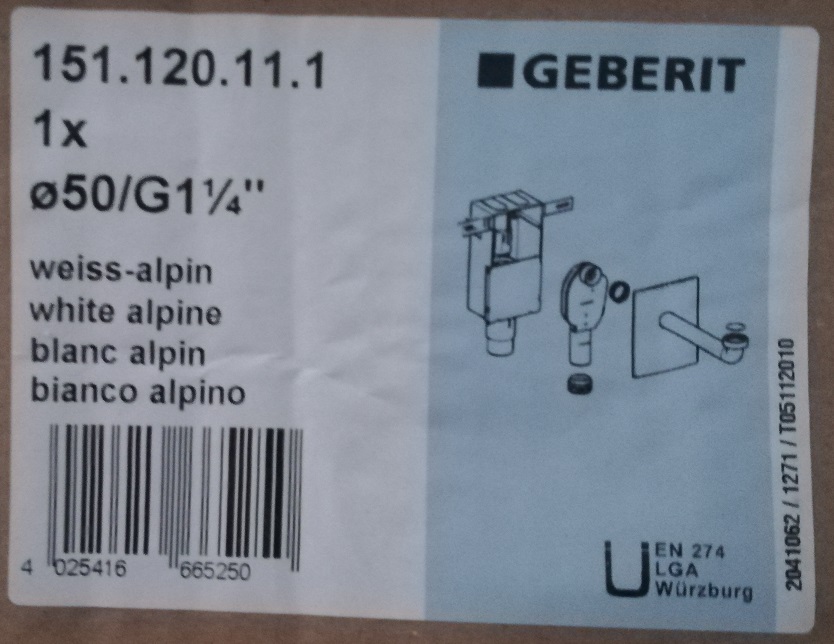 151.120.11.1
1x
ø50/G1¼"
weiss-alpin
white alpine
blanc alpin
bianco alpino
4 025416 665250
GEBERIT
EN 274
LGA
Würzburg
2041062 / 1271 / T05112010